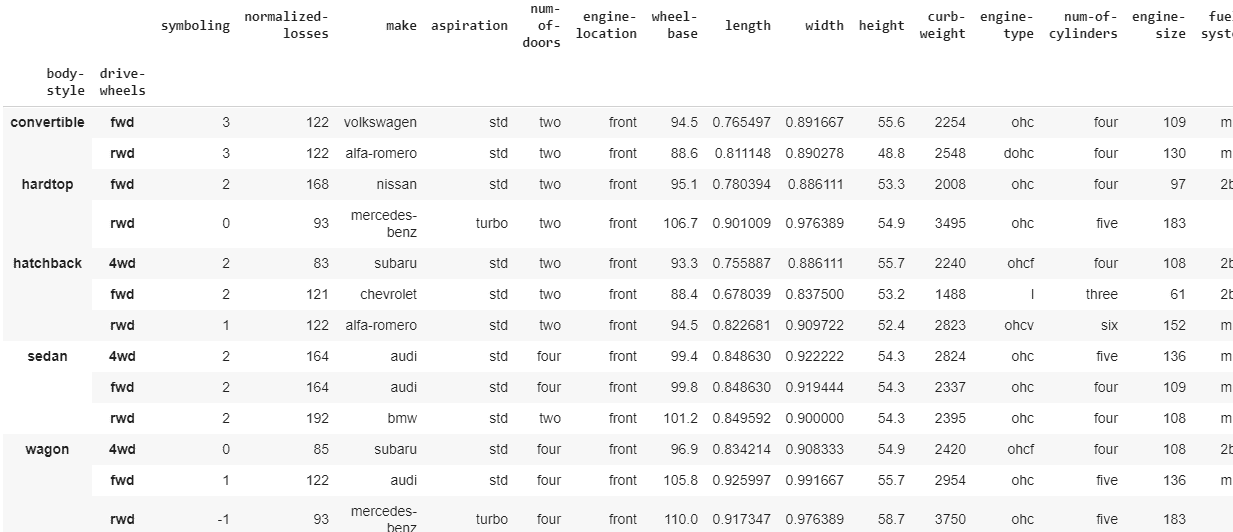 symboling normalized-losses make aspiration num-of-doors engine-location wheel-base length width height curb-weight engine-type num-of-cylinders engine-size fue syst
body-style drive-wheels
convertible fwd 3 122 volkswagen std two front 94.5 0.765497 0.891667 55.6 2254 ohc four 109 m
rwd 3 122 alfa-romero std two front 88.6 0.811148 0.890278 48.8 2548 dohc four 130 m
hardtop fwd 2 168 nissan std two front 95.1 0.780394 0.886111 53.3 2008 ohc four 97 2b
rwd 0 93 mercedes-benz turbo two front 106.7 0.901009 0.976389 54.9 3495 ohc five 183
hatchback 4wd 2 83 subaru std two front 93.3 0.755887 0.886111 55.7 2240 ohcf four 108 2b
fwd 2 121 chevrolet std two front 88.4 0.678039 0.837500 53.2 1488 l three 61 2b
rwd 1 122 alfa-romero std two front 94.5 0.822681 0.909722 52.4 2823 ohcv six 152 m
sedan 4wd 2 164 audi std four front 99.4 0.848630 0.922222 54.3 2824 ohc five 136 m
fwd 2 164 audi std four front 99.8 0.848630 0.919444 54.3 2337 ohc four 109 m
rwd 2 192 bmw std two front 101.2 0.849592 0.900000 54.3 2395 ohc four 108 m
wagon 4wd 0 85 subaru std four front 96.9 0.834214 0.908333 54.9 2420 ohcf four 108 2b
fwd 1 122 audi std four front 105.8 0.925997 0.991667 55.7 2954 ohc five 136 m
rwd -1 93 mercedes-benz turbo four front 110.0 0.917347 0.976389 58.7 3750 ohc five 183